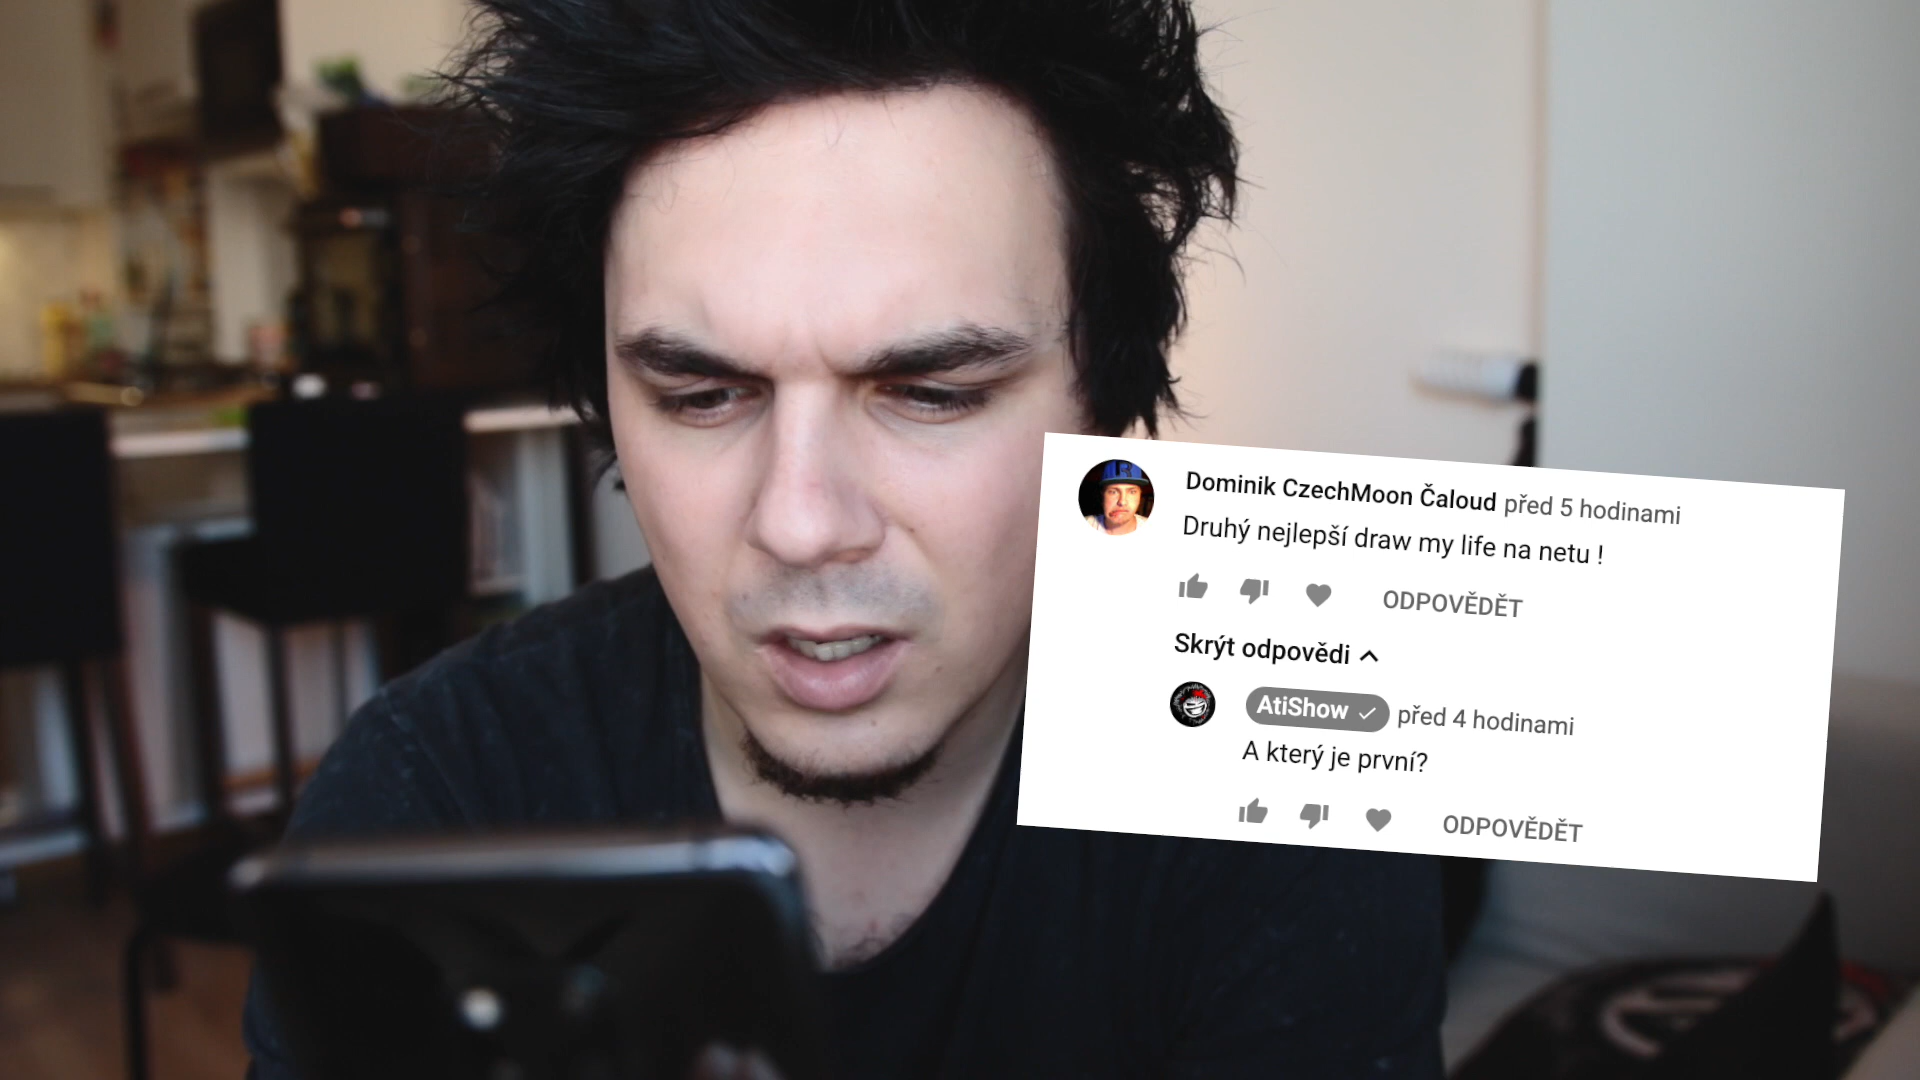 Dominik CzechMoon Čaloud před 5 hodinami
Druhý nejlepší draw my life na netu !
ODPOVĚDĚT
Skrýt odpovědi
AtiShow před 4 hodinami
A který je první?
ODPOVĚDĚT